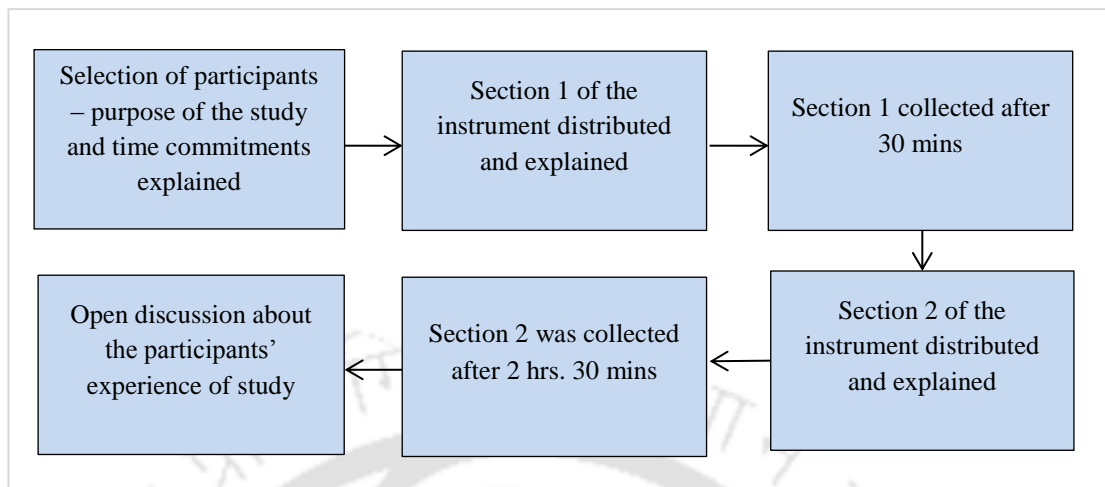 Selection of participants
– purpose of the study
and time commitments
explained
Section 1 of the
instrument distributed
and explained
Section 1 collected after
30 mins
Section 2 of the
instrument distributed
and explained
Section 2 was collected
after 2 hrs. 30 mins
Open discussion about
the participants’
experience of study